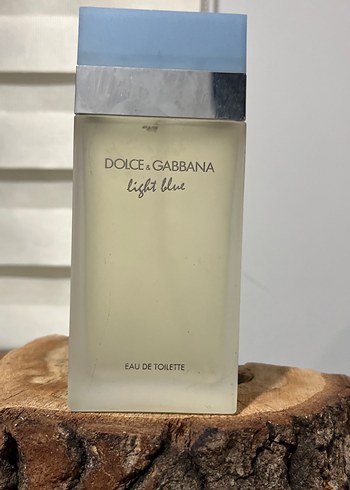 DOLCE & GABBANA
light blue
EAU DE TOILETTE